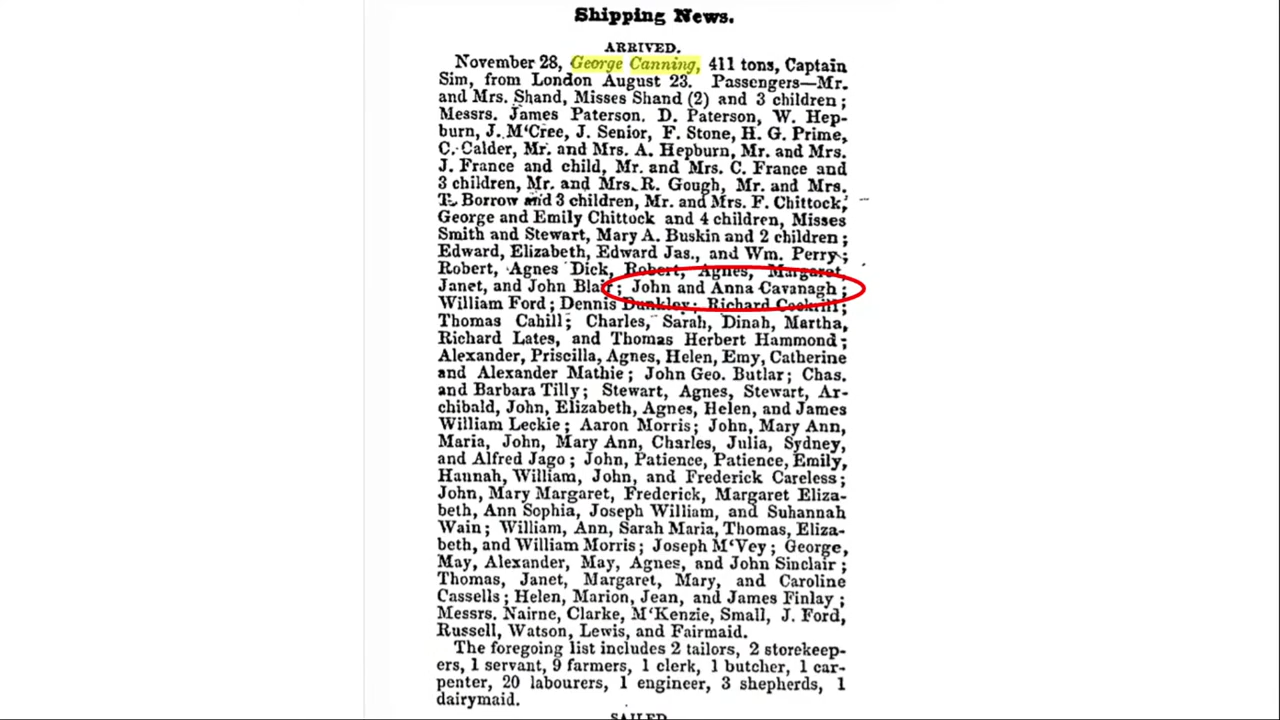 Shipping News.
ARRIVED.
November 28, George Canning, 411 tons, Captain
Sim, from London August 23. Passengers—Mr.
and Mrs. Shand, Misses Shand (2) and 3 children;
Messrs. James Paterson. D. Paterson, W. Hep-
burn, J. M'Cree, J. Senior, F. Stone, H. G. Prime,
C. Calder, Mr. and Mrs. A. Hepburn, Mr. and Mrs.
J. France and child, Mr. and Mrs. C. France and
3 children, Mr. and Mrs. R. Gough, Mr. and Mrs.
T. Borrow and 3 children, Mr. and Mrs. F. Chittock,
George and Emily Chittock and 4 children, Misses
Smith and Stewart, Mary A. Buskin and 2 children;
Edward, Elizabeth, Edward Jas., and Wm. Perry;
Robert, Agnes Dick, Robert, Agnes, Margaret,
Janet, and John Blair; John and Anna Cavanagh;
William Ford; Dennis Dunkley; Richard Cockrill;
Thomas Cahill; Charles, Sarah, Dinah, Martha,
Richard Lates, and Thomas Herbert Hammond;
Alexander, Priscilla, Agnes, Helen, Emy, Catherine
and Alexander Mathie; John Geo. Butlar; Chas.
and Barbara Tilly; Stewart, Agnes, Stewart, Ar-
chibald, John, Elizabeth, Agnes, Helen, and James
William Leckie; Aaron Morris; John, Mary Ann,
Maria, John, Mary Ann, Charles, Julia, Sydney,
and Alfred Jago; John, Patience, Patience, Emily,
Hannah, William, John, and Frederick Careless;
John, Mary Margaret, Frederick, Margaret Eliza-
beth, Ann Sophia, Joseph William, and Suhannah
Wain; William, Ann, Sarah Maria, Thomas, Eliza-
beth, and William Morris; Joseph M'Vey; George,
May, Alexander, May, Agnes, and John Sinclair;
Thomas, Janet, Margaret, Mary, and Caroline
Cassells; Helen, Marion, Jean, and James Finlay;
Messrs. Nairne, Clarke, M'Kenzie, Small, J. Ford,
Russell, Watson, Lewis, and Fairmaid.
The foregoing list includes 2 tailors, 2 storekeep-
ers, 1 servant, 9 farmers, 1 clerk, 1 butcher, 1 car-
penter, 20 labourers, 1 engineer, 3 shepherds, 1
dairymaid.
SAILED